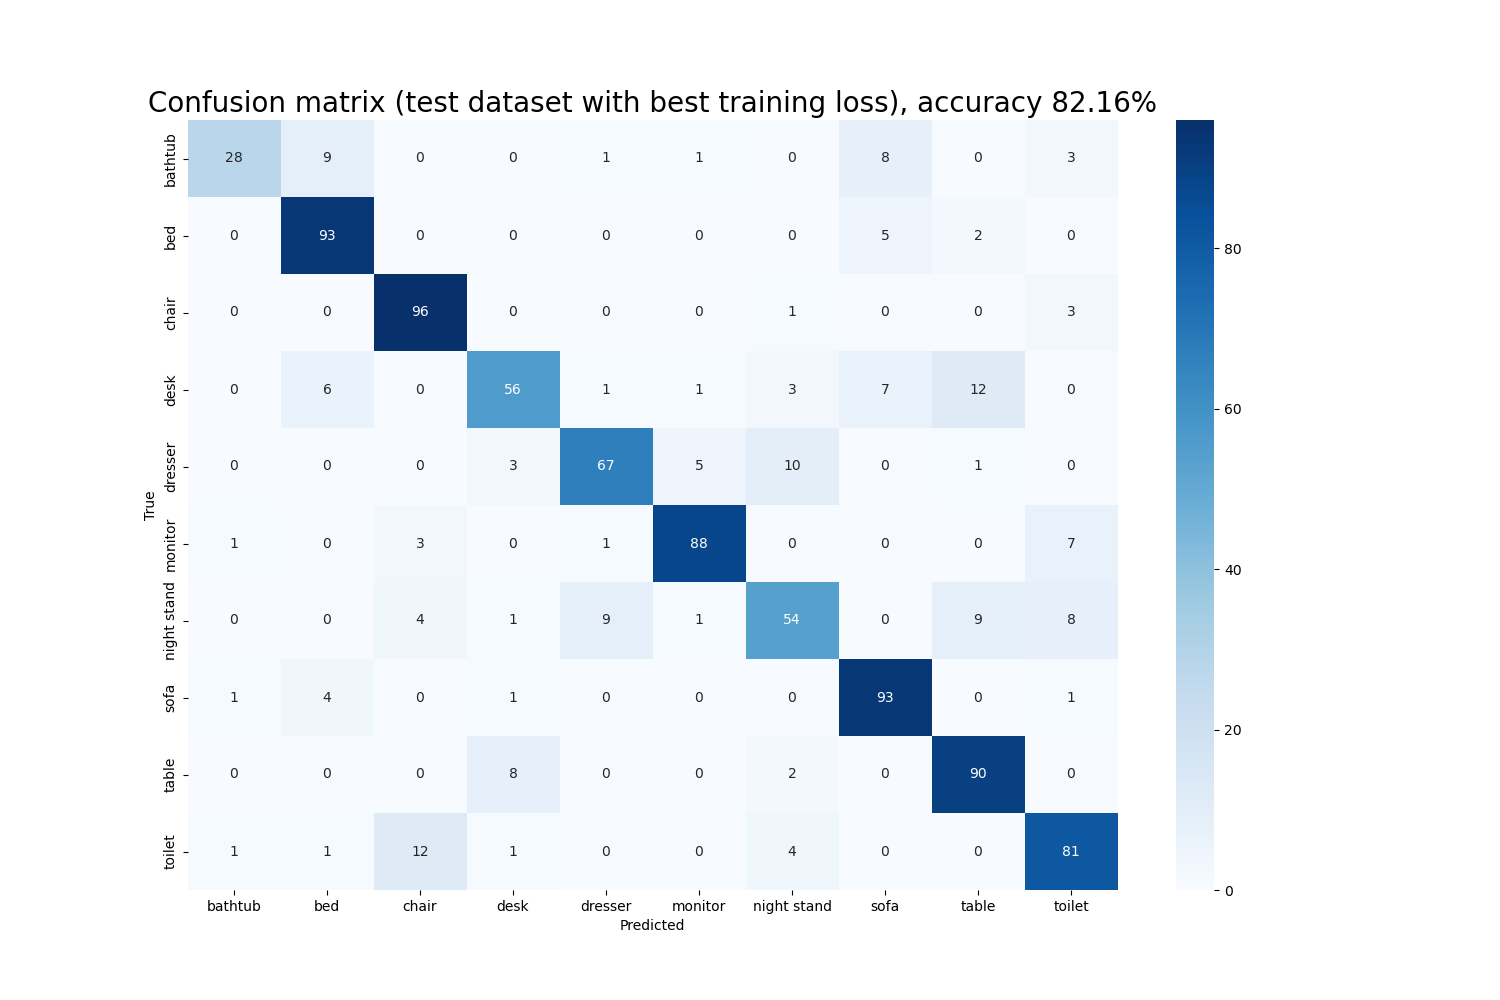 Confusion matrix (test dataset with best training loss), accuracy 82.16%
True
bathtub 28 9 0 0 1 1 0 8 0 3
bed 0 93 0 0 0 0 0 5 2 0
chair 0 0 96 0 0 0 1 0 0 3
desk 0 6 0 56 1 1 3 7 12 0
dresser 0 0 0 3 67 5 10 0 1 0
monitor 1 0 3 0 1 88 0 0 0 7
night stand 0 0 4 1 9 1 54 0 9 8
sofa 1 4 0 1 0 0 0 93 0 1
table 0 0 0 8 0 0 2 0 90 0
toilet 1 1 12 1 0 0 4 0 0 81
bathtub bed chair desk dresser monitor night stand sofa table toilet
Predicted
80
60
40
20
0